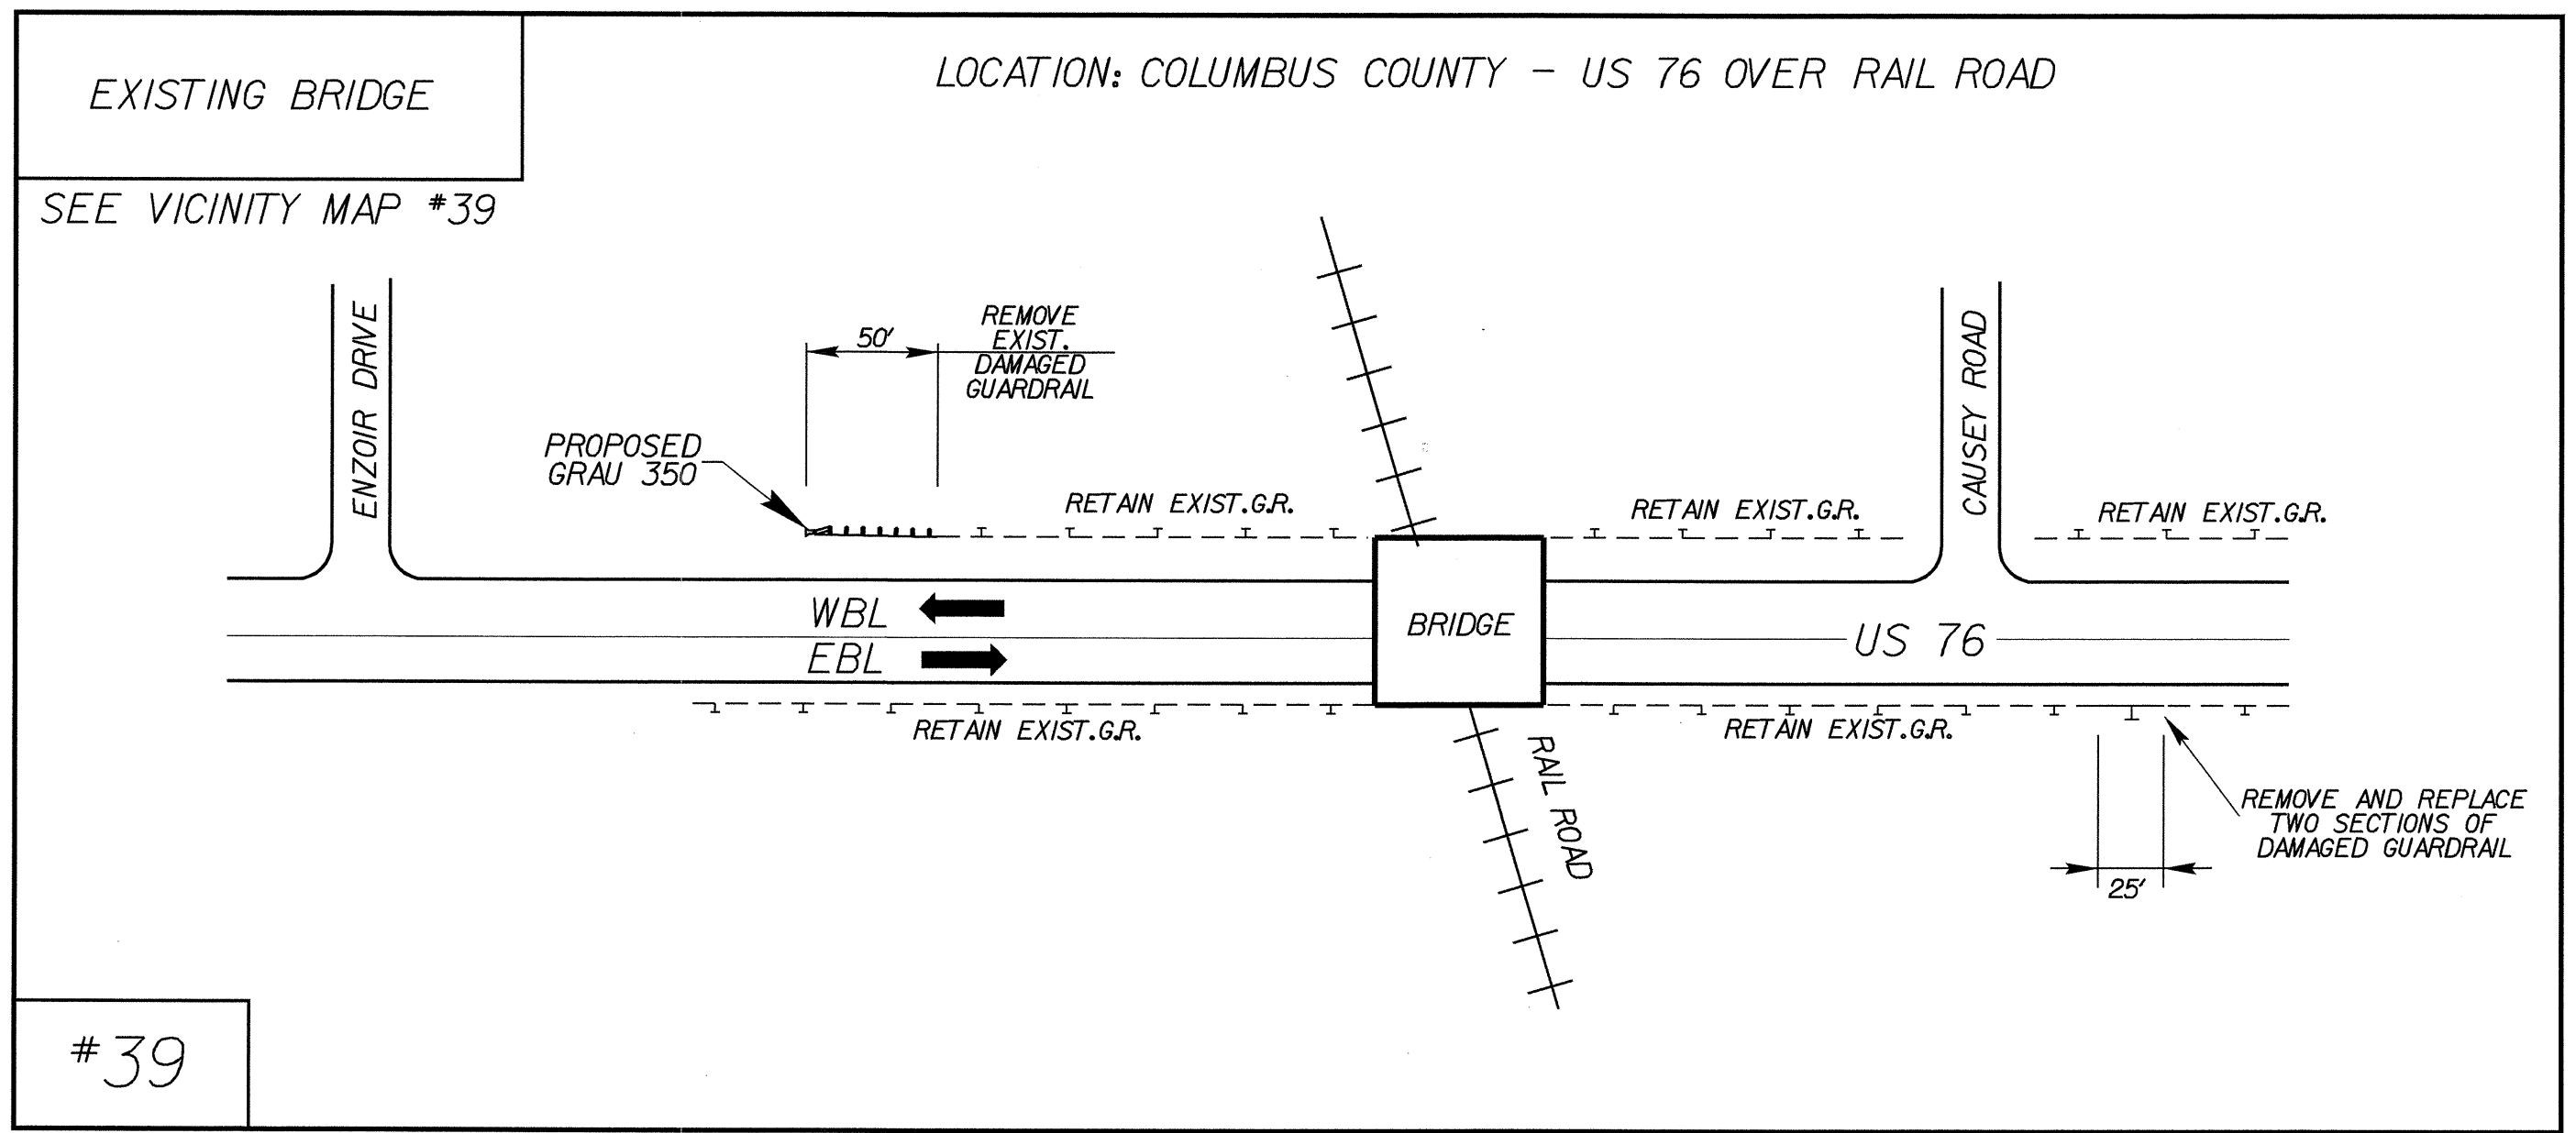 EXISTING BRIDGE
LOCATION: COLUMBUS COUNTY - US 76 OVER RAIL ROAD
SEE VICINITY MAP #39
ENZOIR DRIVE
50'
REMOVE
EXIST.
DAMAGED
GUARDRAIL
PROPOSED
GRAU 350
RETAIN EXIST.G.R.
RETAIN EXIST.G.R.
CAUSEY ROAD
RETAIN EXIST.G.R.
WBL
EBL
BRIDGE
US 76
RETAIN EXIST.G.R.
RETAIN EXIST.G.R.
RAIL ROAD
REMOVE AND REPLACE
TWO SECTIONS OF
DAMAGED GUARDRAIL
25'
#39